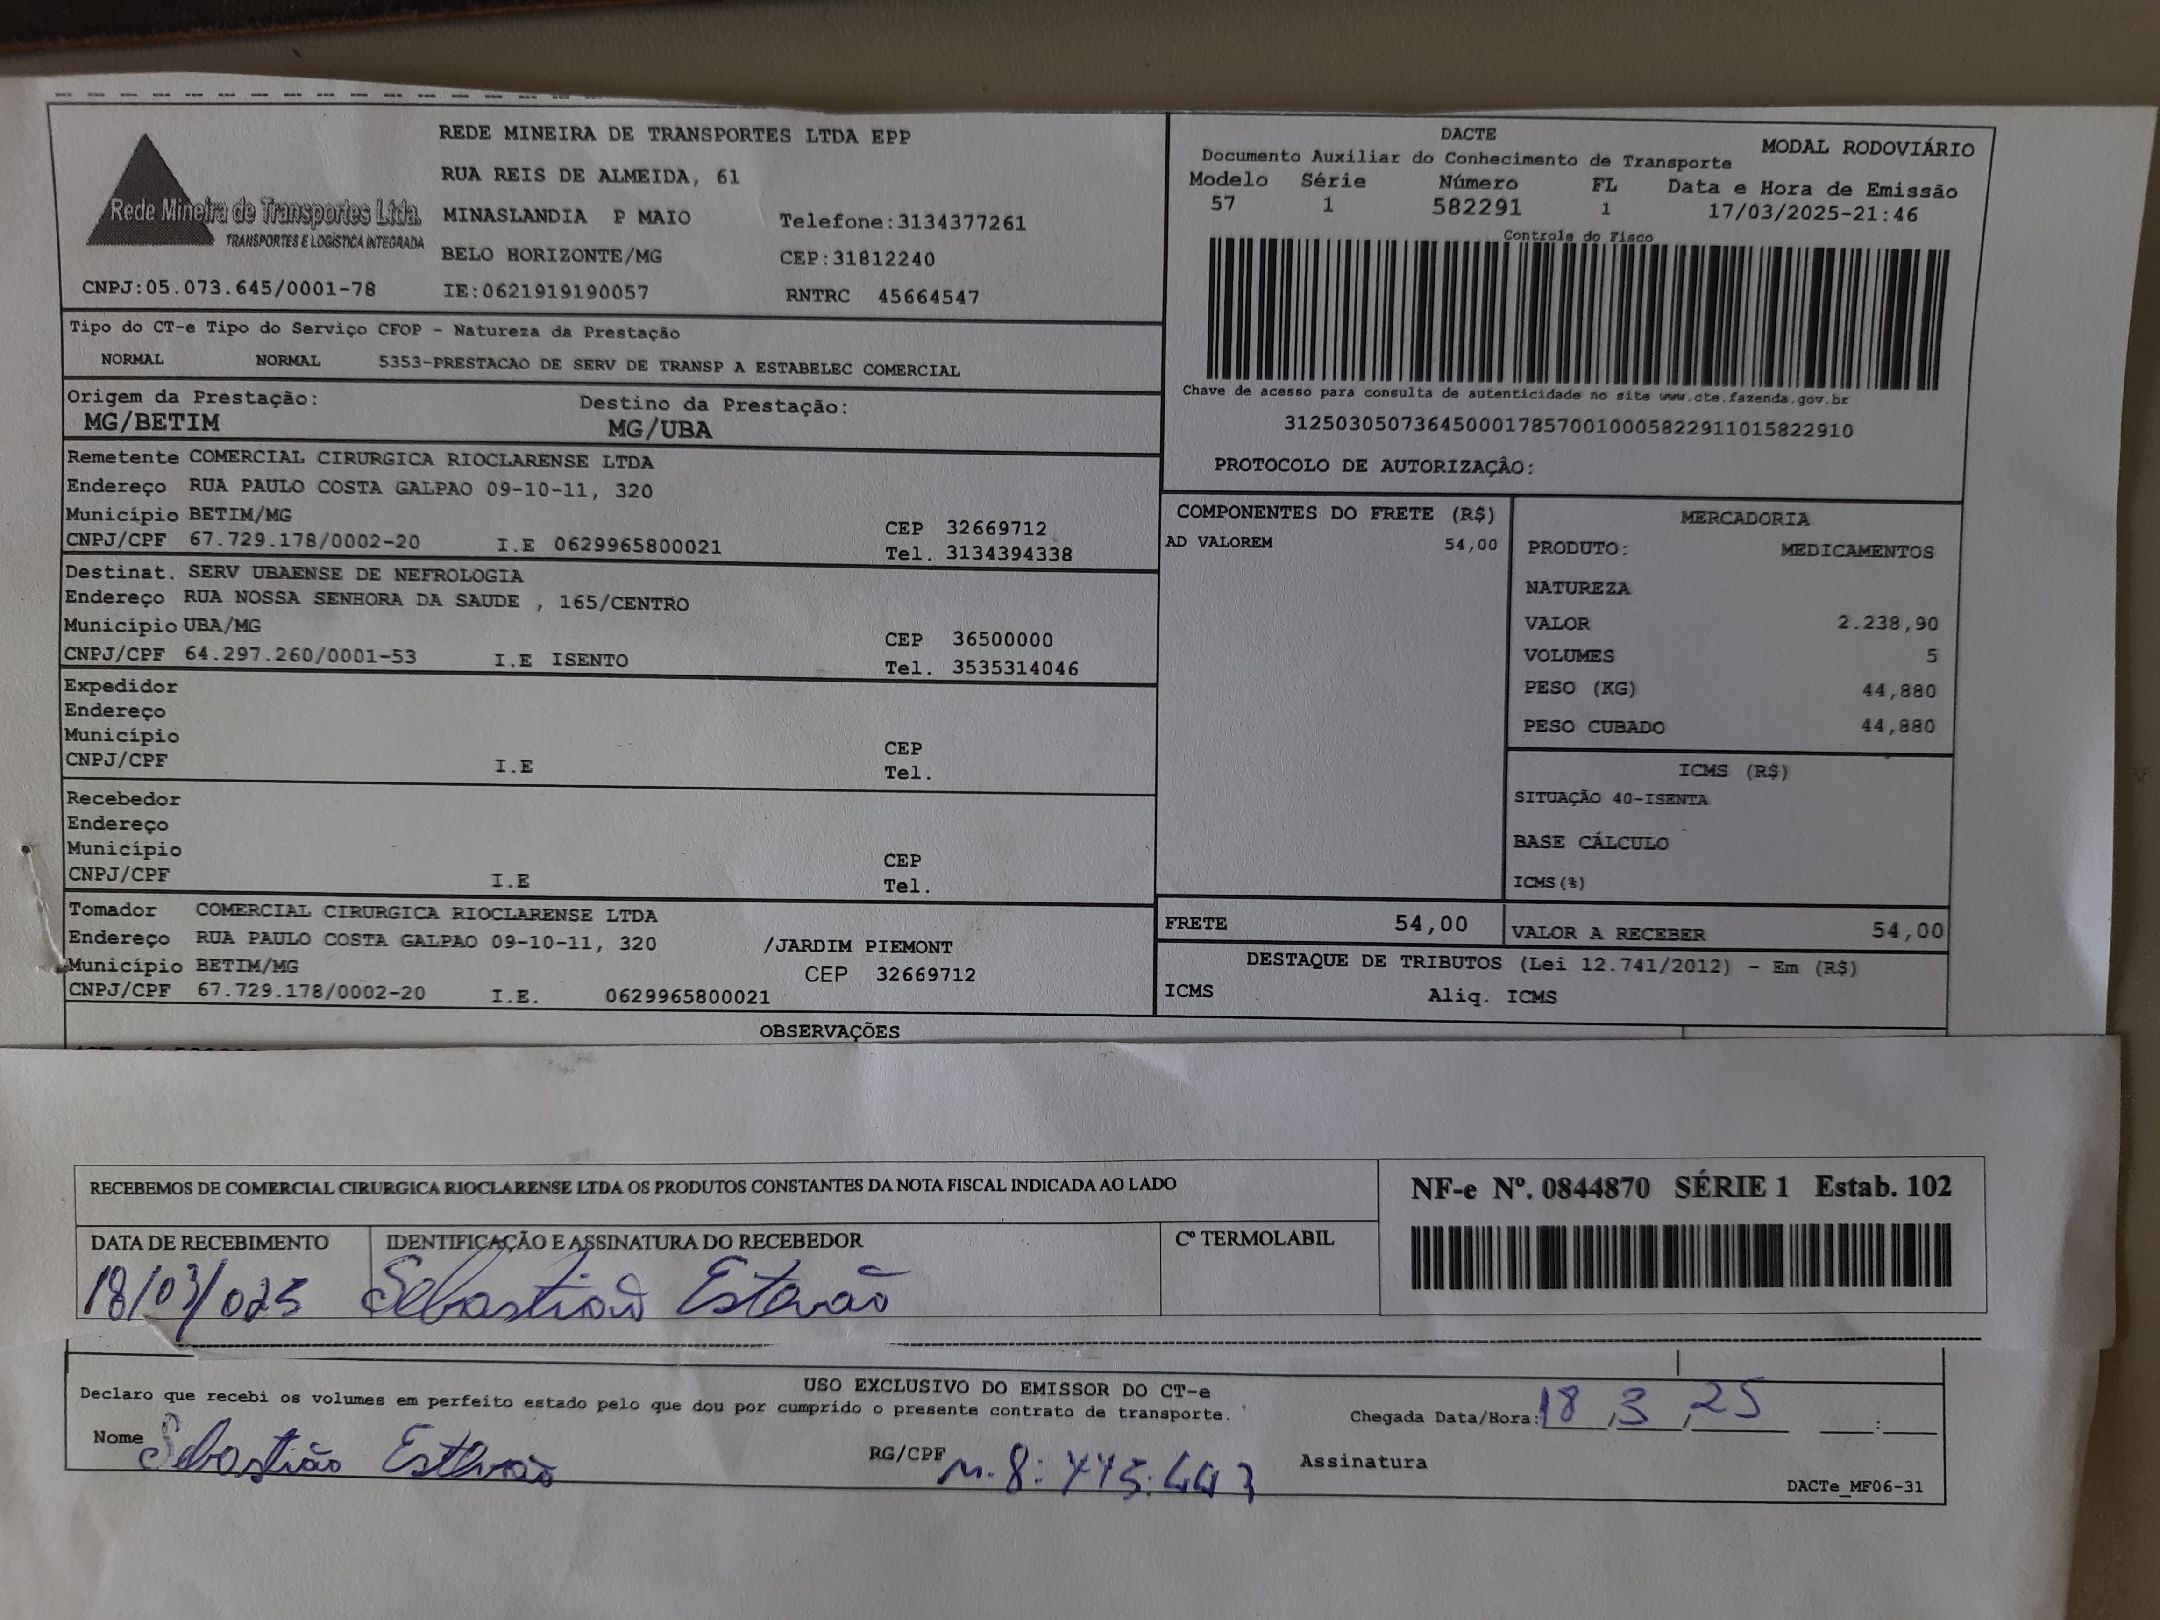 REDE MINEIRA DE TRANSPORTES LTDA EPP
RUA REIS DE ALMEIDA, 61
MINASLANDIA P MAIO Telefone:3134377261
BELO HORIZONTE/MG CEP:31812240
Rede Mineira de Transportes Ltda.
TRANSPORTES E LOGÍSTICA INTEGRADA
CNPJ:05.073.645/0001-78 IE:0621919190057 RNTRC 45664547
DACTE MODAL RODOVIÁRIO
Documento Auxiliar do Conhecimento de Transporte
Modelo Série Número FL Data e Hora de Emissão
57 1 582291 1 17/03/2025-21:46
Controle do Fisco
Chave de acesso para consulta de autenticidade no site www.cte.fazenda.gov.br
31250305073645000178570010005822911015822910
PROTOCOLO DE AUTORIZAÇÃO:
Tipo do CT-e Tipo do Serviço CFOP - Natureza da Prestação
NORMAL NORMAL 5353-PRESTACAO DE SERV DE TRANSP A ESTABELEC COMERCIAL
Origem da Prestação: Destino da Prestação:
MG/BETIM MG/UBA
Remetente COMERCIAL CIRURGICA RIOCLARENSE LTDA
Endereço RUA PAULO COSTA GALPAO 09-10-11, 320
Município BETIM/MG CEP 32669712
CNPJ/CPF 67.729.178/0002-20 I.E 0629965800021 Tel. 3134394338
Destinat. SERV UBAENSE DE NEFROLOGIA
Endereço RUA NOSSA SENHORA DA SAUDE , 165/CENTRO
Município UBA/MG CEP 36500000
CNPJ/CPF 64.297.260/0001-53 I.E ISENTO Tel. 3535314046
Expedidor
Endereço
Município CEP
CNPJ/CPF I.E Tel.
Recebedor
Endereço
Município CEP
CNPJ/CPF I.E Tel.
Tomador COMERCIAL CIRURGICA RIOCLARENSE LTDA
Endereço RUA PAULO COSTA GALPAO 09-10-11, 320 /JARDIM PIEMONT
Município BETIM/MG CEP 32669712
CNPJ/CPF 67.729.178/0002-20 I.E. 0629965800021
COMPONENTES DO FRETE (R$)
AD VALOREM 54,00
MERCADORIA
PRODUTO: MEDICAMENTOS
NATUREZA
VALOR 2.238,90
VOLUMES 5
PESO (KG) 44,880
PESO CUBADO 44,880
ICMS (R$)
SITUAÇÃO 40-ISENTA
BASE CÁLCULO
ICMS(%)
FRETE 54,00 VALOR A RECEBER 54,00
DESTAQUE DE TRIBUTOS (Lei 12.741/2012) - Em (R$)
ICMS Aliq. ICMS
OBSERVAÇÕES
RECEBEMOS DE COMERCIAL CIRURGICA RIOCLARENSE LTDA OS PRODUTOS CONSTANTES DA NOTA FISCAL INDICADA AO LADO
NF-e Nº. 0844870 SÉRIE 1 Estab. 102
DATA DE RECEBIMENTO IDENTIFICAÇÃO E ASSINATURA DO RECEBEDOR Cº TERMOLABIL
18/03/025 Sebastião Estevão
USO EXCLUSIVO DO EMISSOR DO CT-e
Declaro que recebi os volumes em perfeito estado pelo que dou por cumprido o presente contrato de transporte.
Chegada Data/Hora: 18 / 3 / 25 :
Nome Sebastião Estevão RG/CPF Assinatura
DACTe_MF06-31